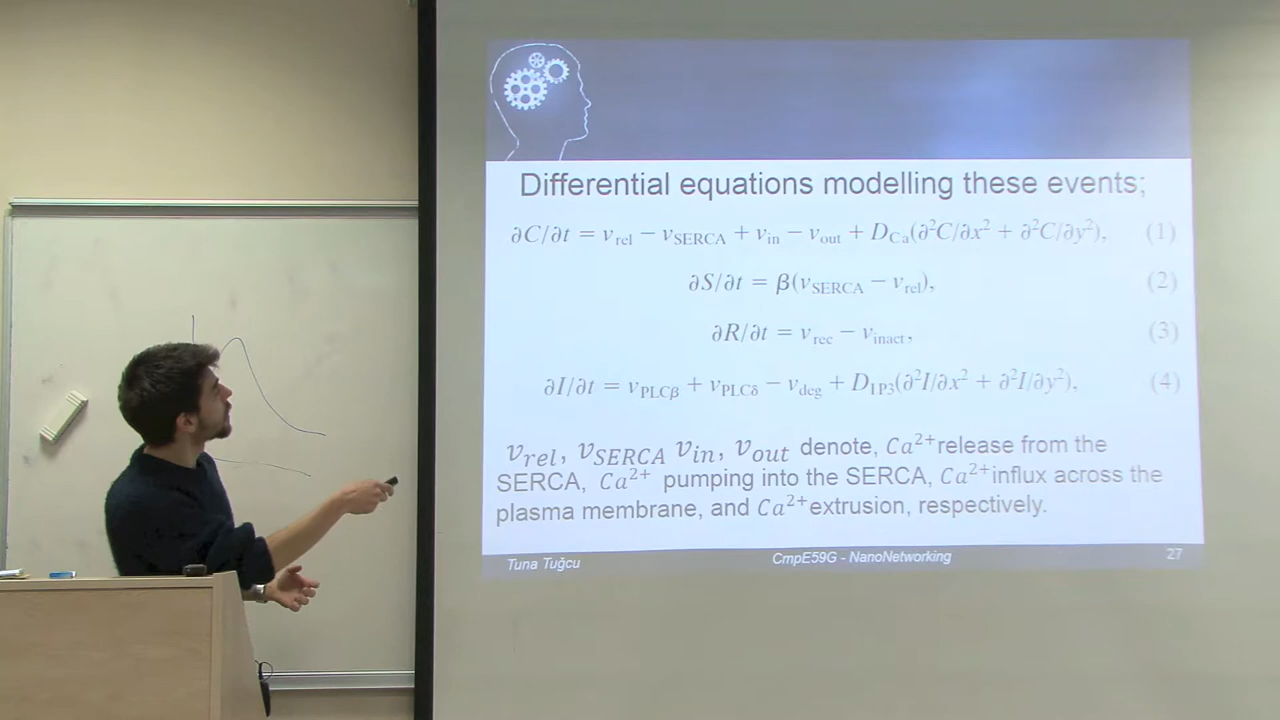 Differential equations modelling these events;
∂C/∂t = v_rel − v_SERCA + v_in − v_out + D_Ca(∂²C/∂x² + ∂²C/∂y²), (1)
∂S/∂t = β(v_SERCA − v_rel), (2)
∂R/∂t = v_rec − v_inact, (3)
∂I/∂t = v_PLCβ + v_PLCδ − v_deg + D_IP3(∂²I/∂x² + ∂²I/∂y²). (4)
v_rel, v_SERCA v_in, v_out denote, Ca²⁺release from the
SERCA, Ca²⁺ pumping into the SERCA, Ca²⁺influx across the
plasma membrane, and Ca²⁺extrusion, respectively.
Tuna Tuğcu CmpE59G - NanoNetworking 27